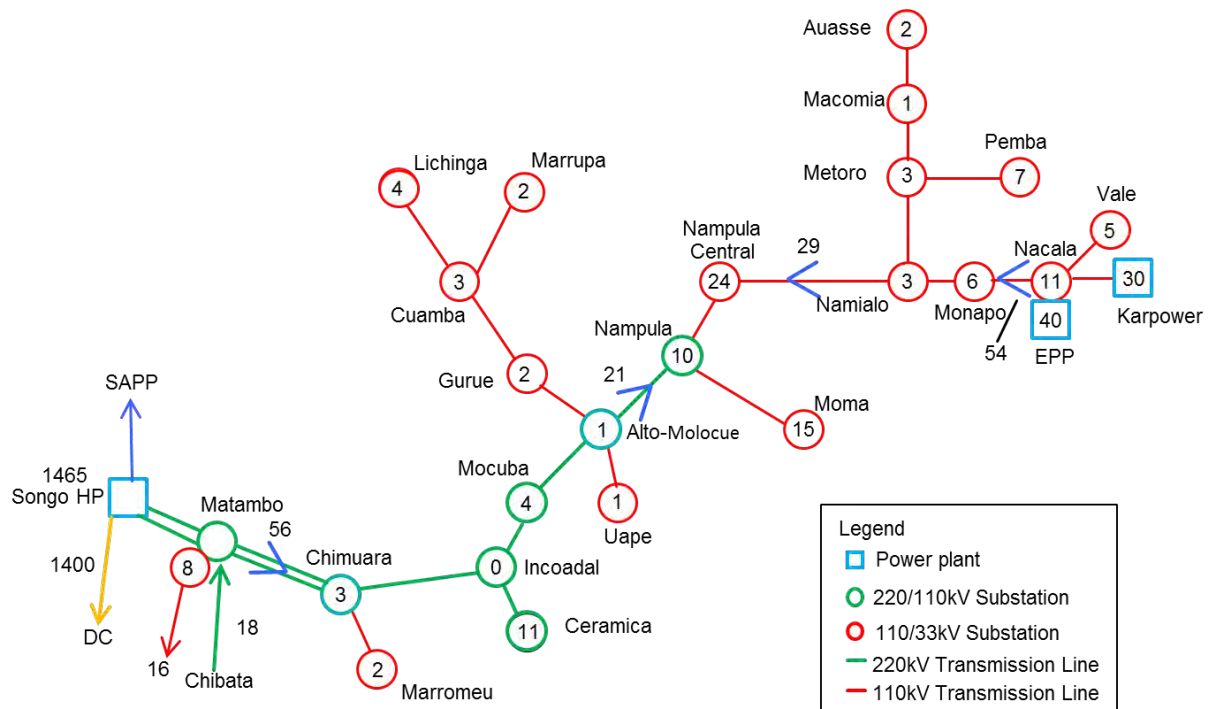 Auasse
2
Macomia
1
Pemba
Metoro
3
7
Lichinga
4
Marrupa
2
Vale
5
Nampula
Central
29
Nacala
3
24
3
6
11
30
Cuamba
Namialo
Monapo
Karpower
40
EPP
54
Nampula
10
Gurue
2
21
SAPP
1
Alto-Molocue
15
Moma
Mocuba
4
1
Uape
1465
Songo HP
Matambo
56
1400
8
Chimuara
3
0
Incoadal
DC
18
16
Chibata
2
Marromeu
11
Ceramica
Legend
Power plant
220/110kV Substation
110/33kV Substation
220kV Transmission Line
110kV Transmission Line